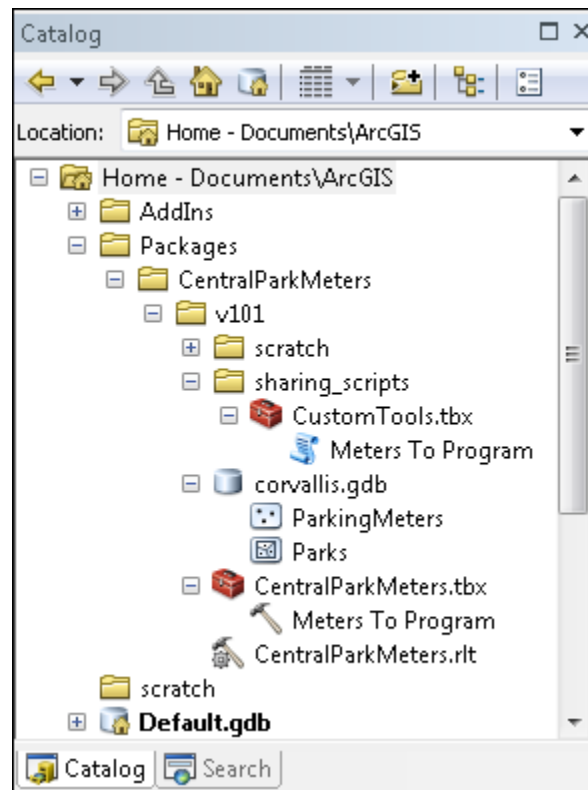 Catalog
Location: Home - Documents\ArcGIS
Home - Documents\ArcGIS
AddIns
Packages
CentralParkMeters
v101
scratch
sharing_scripts
CustomTools.tbx
Meters To Program
corvallis.gdb
ParkingMeters
Parks
CentralParkMeters.tbx
Meters To Program
CentralParkMeters.rlt
scratch
Default.gdb
Catalog Search